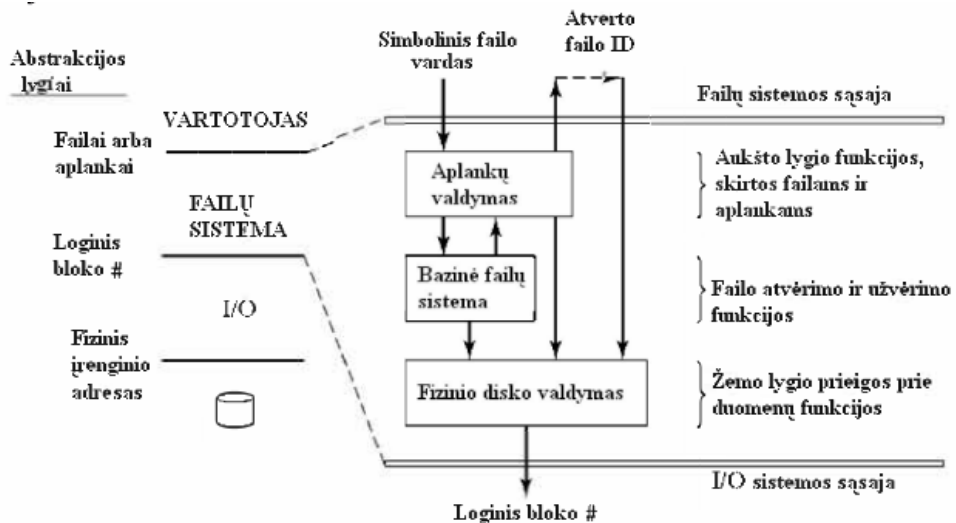 Abstrakcijos
lygiai
Simbolinis failo
vardas
Atverto
failo ID
VARTOTOJAS
Failai arba
aplankai
FAILŲ
SISTEMA
Loginis
bloko #
I/O
Fizinis
įrenginio
adresas
Failų sistemos sąsaja
Aplankų
valdymas
Aukšto lygio funkcijos,
skirtos failams ir
aplankams
Bazinė failų
sistema
Failo atvėrimo ir užvėrimo
funkcijos
Fizinio disko valdymas
Žemo lygio prieigos prie
duomenų funkcijos
I/O sistemos sąsaja
Loginis bloko #